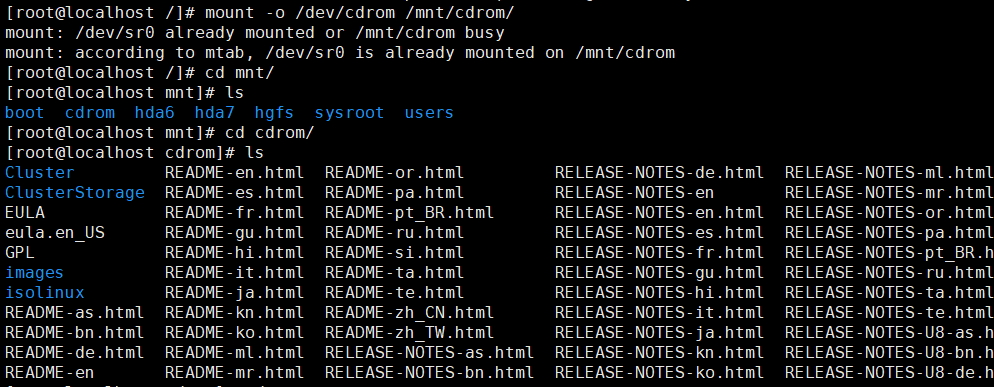 [root@localhost /]# mount -o /dev/cdrom /mnt/cdrom/
mount: /dev/sr0 already mounted or /mnt/cdrom busy
mount: according to mtab, /dev/sr0 is already mounted on /mnt/cdrom
[root@localhost /]# cd mnt/
[root@localhost mnt]# ls
boot cdrom hda6 hda7 hgfs sysroot users
[root@localhost mnt]# cd cdrom/
[root@localhost cdrom]# ls
Cluster README-en.html README-or.html RELEASE-NOTES-de.html RELEASE-NOTES-ml.html
ClusterStorage README-es.html README-pa.html RELEASE-NOTES-en RELEASE-NOTES-mr.html
EULA README-fr.html README-pt_BR.html RELEASE-NOTES-en.html RELEASE-NOTES-or.html
eula.en_US README-gu.html README-ru.html RELEASE-NOTES-es.html RELEASE-NOTES-pa.html
GPL README-hi.html README-si.html RELEASE-NOTES-fr.html RELEASE-NOTES-pt_BR.h
images README-it.html README-ta.html RELEASE-NOTES-gu.html RELEASE-NOTES-ru.html
isolinux README-ja.html README-te.html RELEASE-NOTES-hi.html RELEASE-NOTES-ta.html
README-as.html README-kn.html README-zh_CN.html RELEASE-NOTES-it.html RELEASE-NOTES-te.html
README-bn.html README-ko.html README-zh_TW.html RELEASE-NOTES-ja.html RELEASE-NOTES-U8-as.h
README-de.html README-ml.html RELEASE-NOTES-as.html RELEASE-NOTES-kn.html RELEASE-NOTES-U8-bn.h
README-en README-mr.html RELEASE-NOTES-bn.html RELEASE-NOTES-ko.html RELEASE-NOTES-U8-de.h